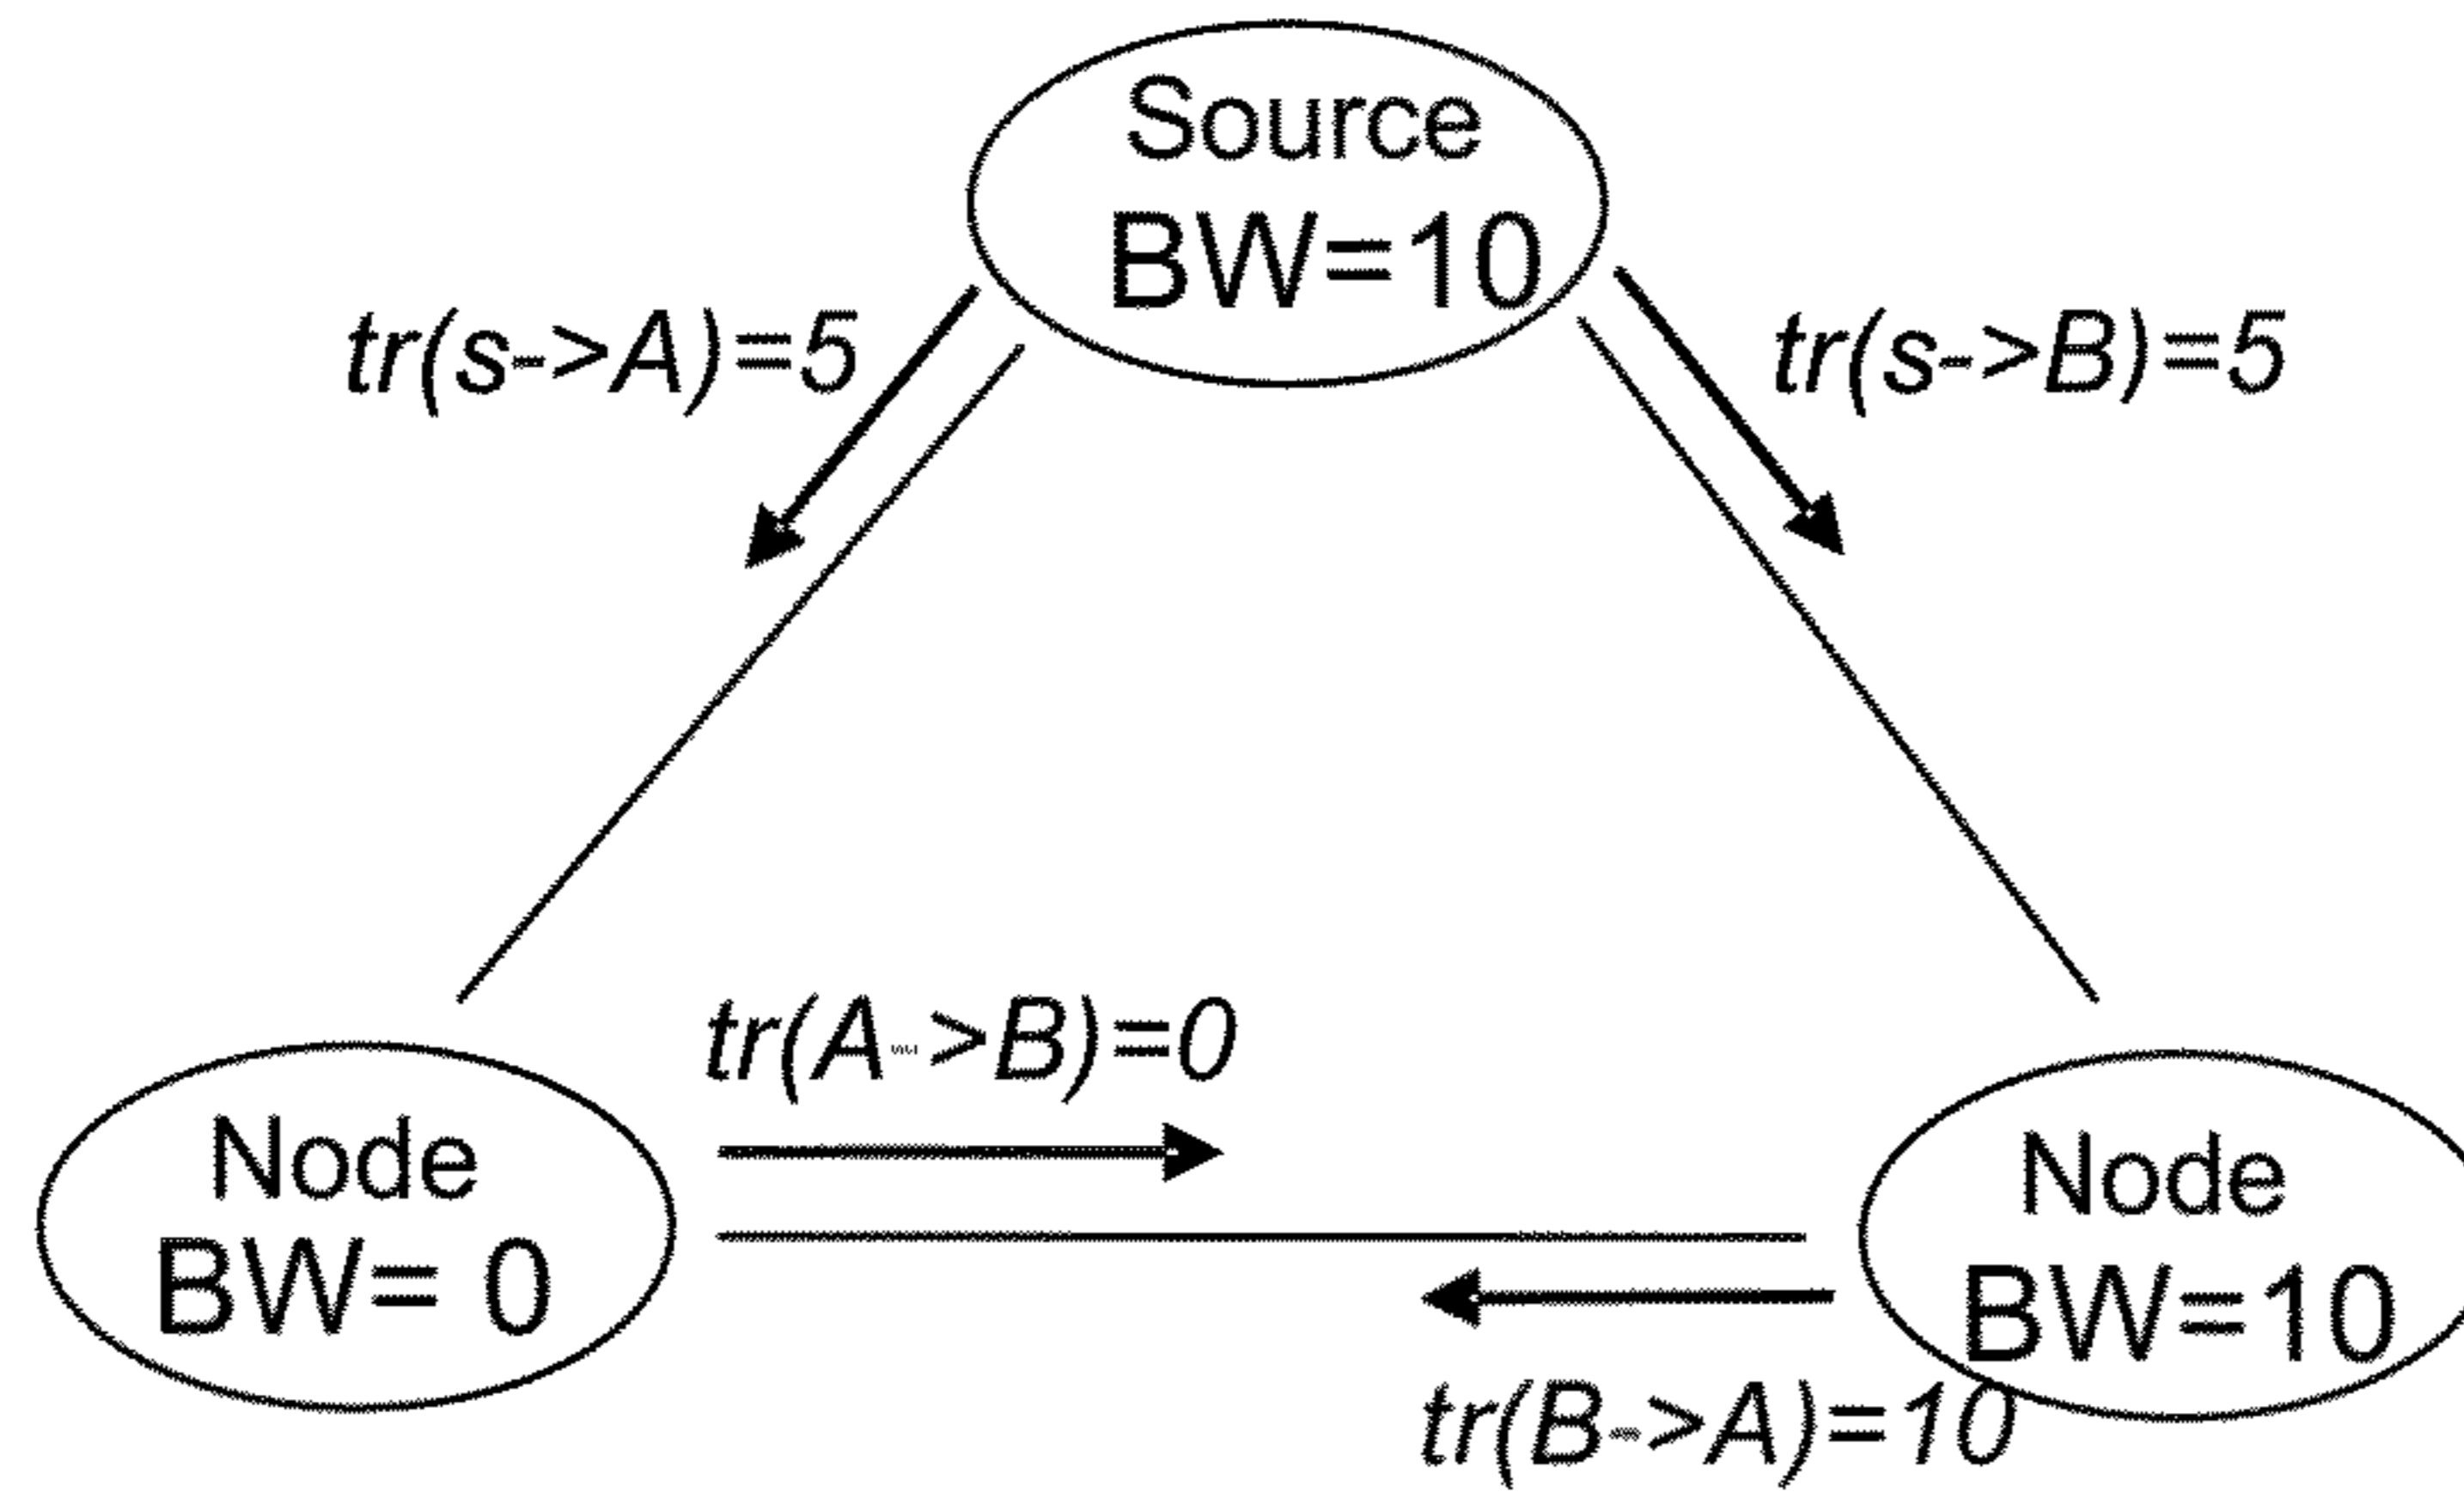 Source
BW=10
tr(s->A)=5
tr(s->B)=5
tr(A->B)=0
Node
BW= 0
Node
BW=10
tr(B->A)=10